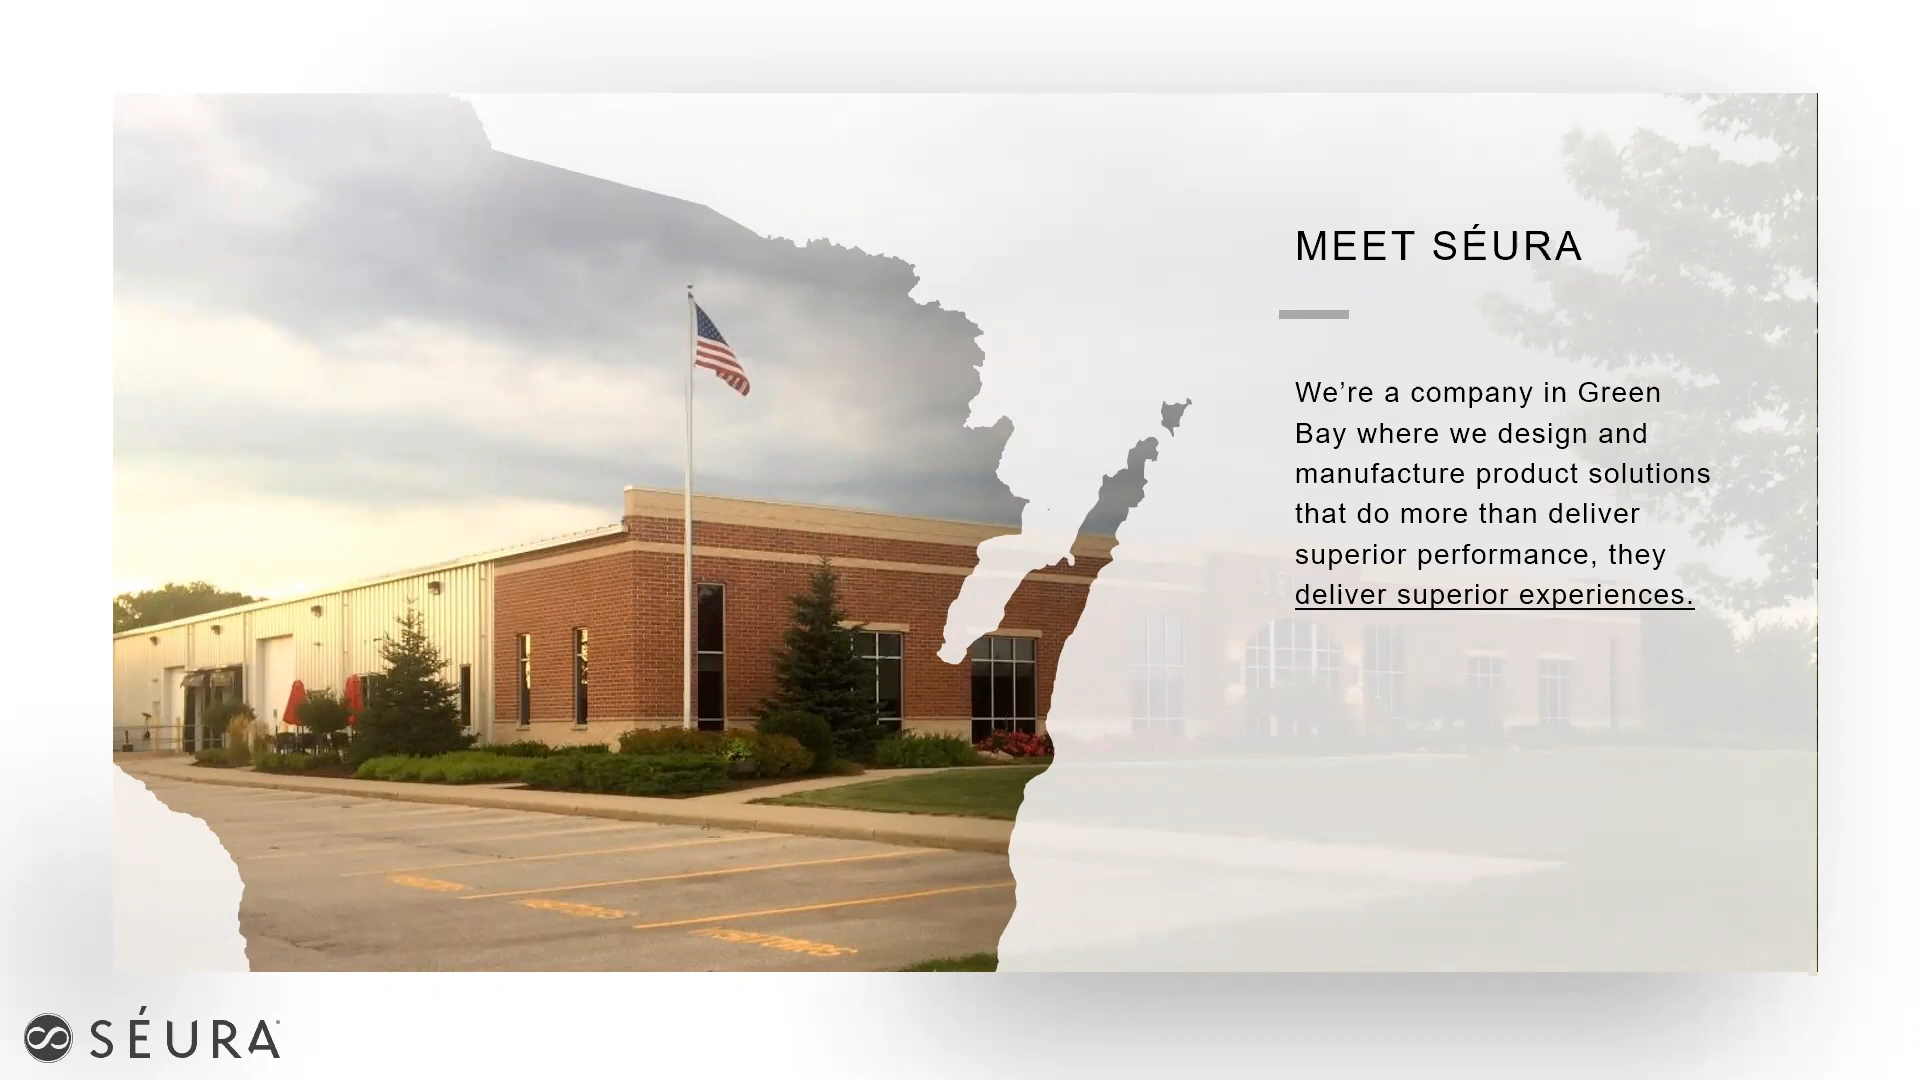 MEET SÉURA
We’re a company in Green
Bay where we design and
manufacture product solutions
that do more than deliver
superior performance, they
deliver superior experiences.
VISITORS
SÉURA